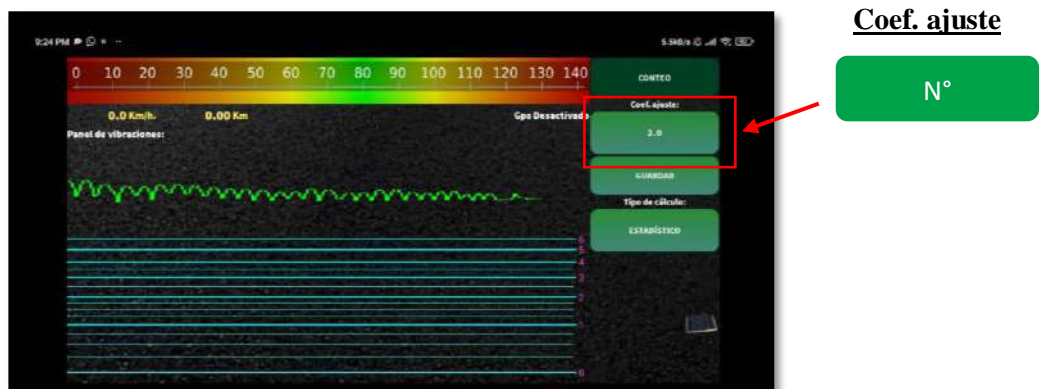 Coef. ajuste
N°
9:24 PM
5.5KB/s
0 10 20 30 40 50 60 70 80 90 100 110 120 130 140
CONTEO
Coef. ajuste:
0.0 Km/h. 0.00 Km Gps Desactivado
2.0
Panel de vibraciones:
GUARDAR
Tipo de cálculo:
ESTADÍSTICO
6
5
4
3
2
1
0